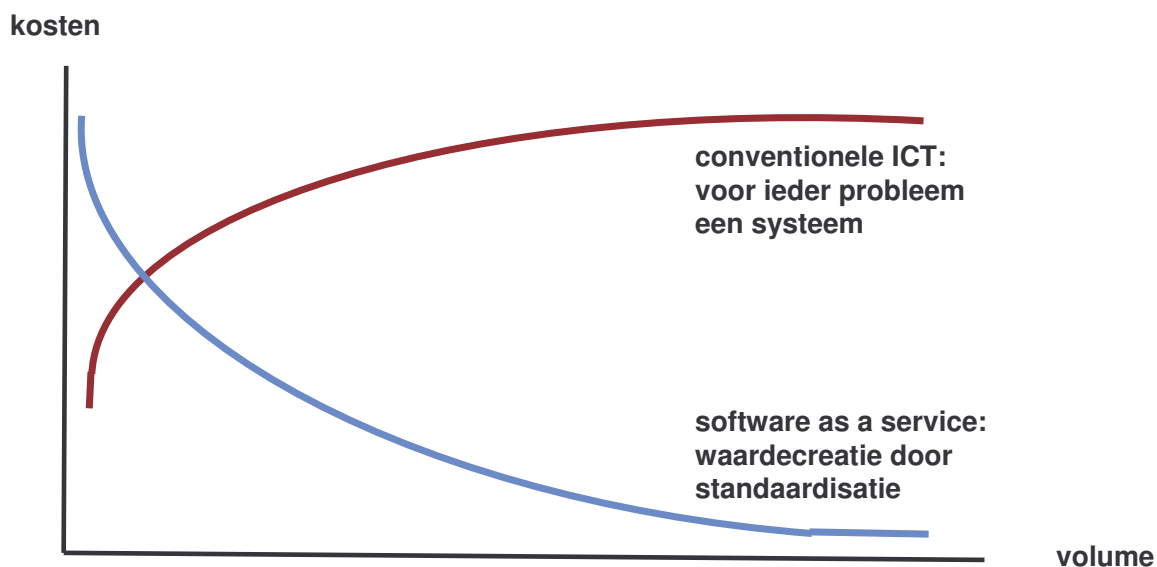 kosten
conventionele ICT:
voor ieder probleem
een systeem
software as a service:
waardecreatie door
standaardisatie
volume